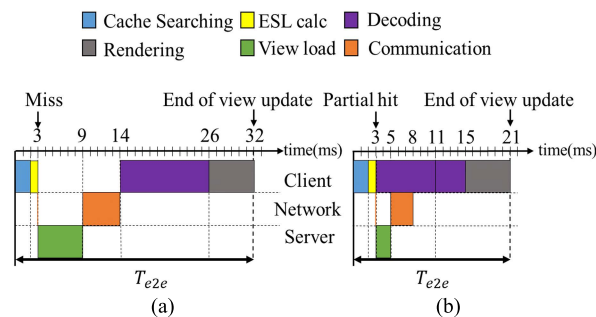 Cache Searching ESL calc Decoding
Rendering View load Communication
Miss End of view update Partial hit End of view update
3 9 14 26 32 time(ms) 3 5 8 11 15 21 time(ms)
Client
Network
Server
Te2e Te2e
(a) (b)